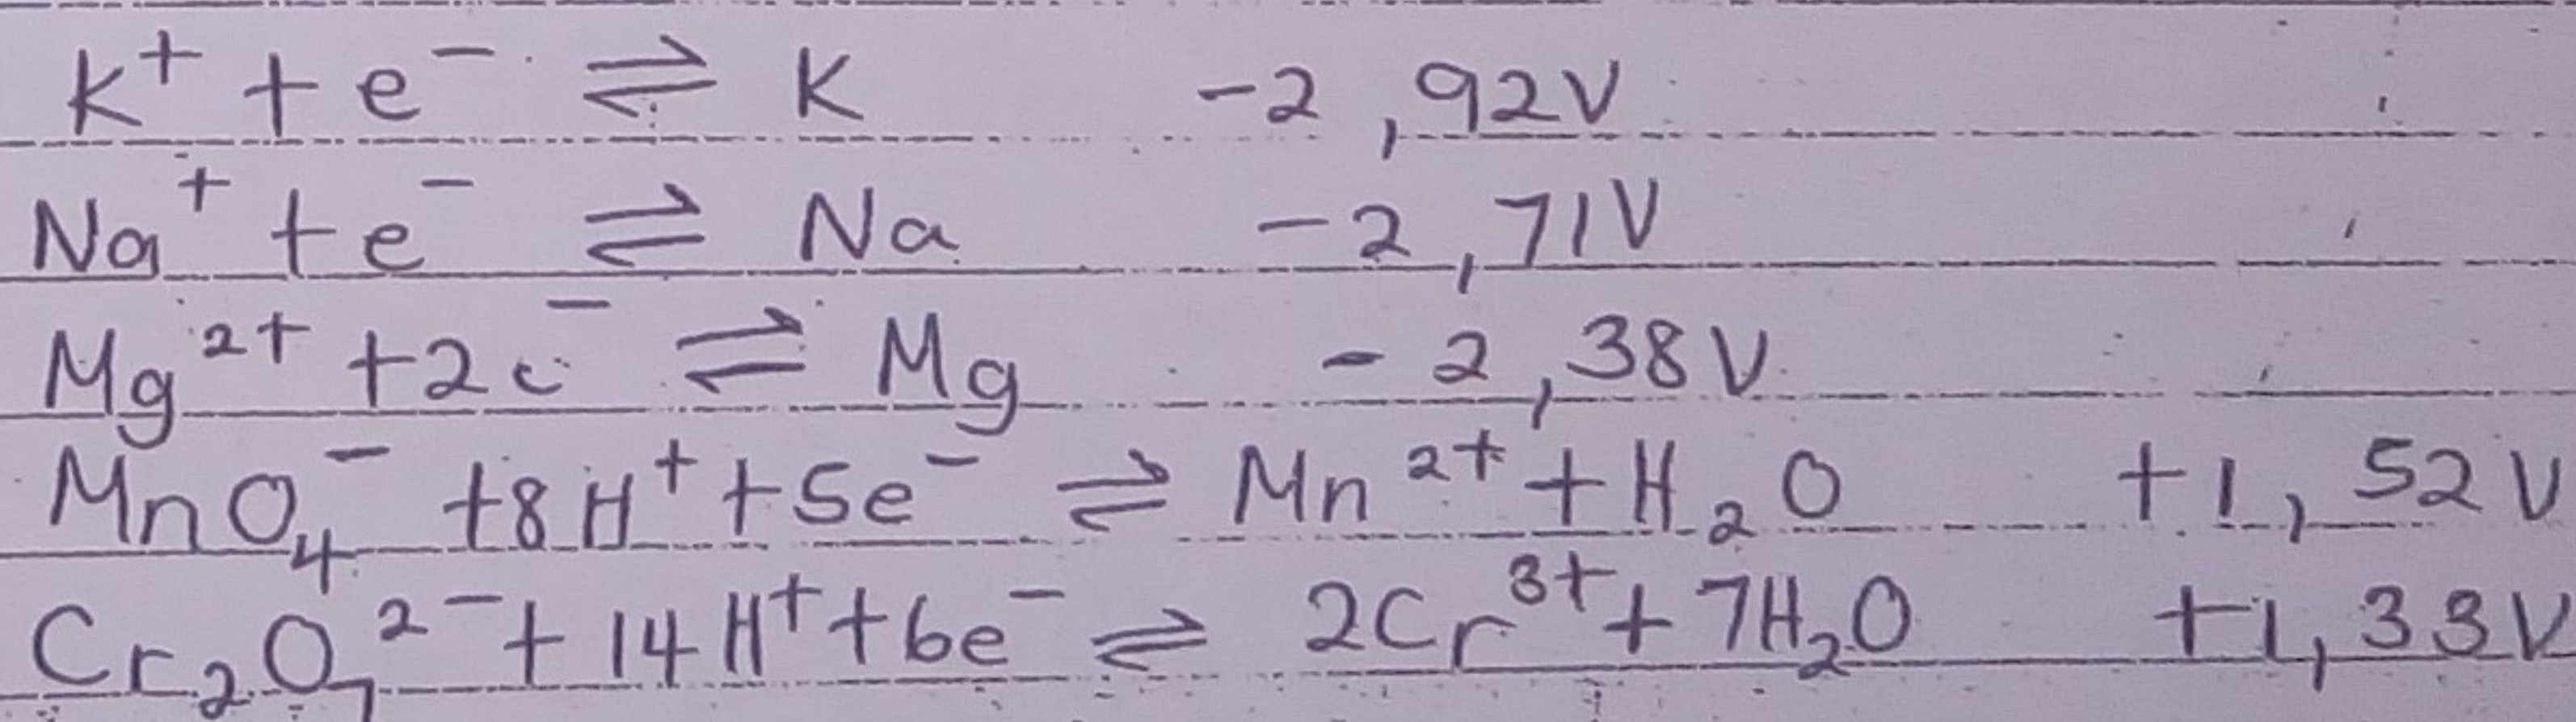 K⁺ + e⁻ ⇌ K -2,92V
Na⁺ + e⁻ ⇌ Na -2,71V
Mg²⁺ + 2e⁻ ⇌ Mg -2,38V
MnO₄⁻ + 8H⁺ + 5e⁻ ⇌ Mn²⁺ + H₂O +1,52V
Cr₂O₇²⁻ + 14H⁺ + 6e⁻ ⇌ 2Cr³⁺ + 7H₂O +1,33V